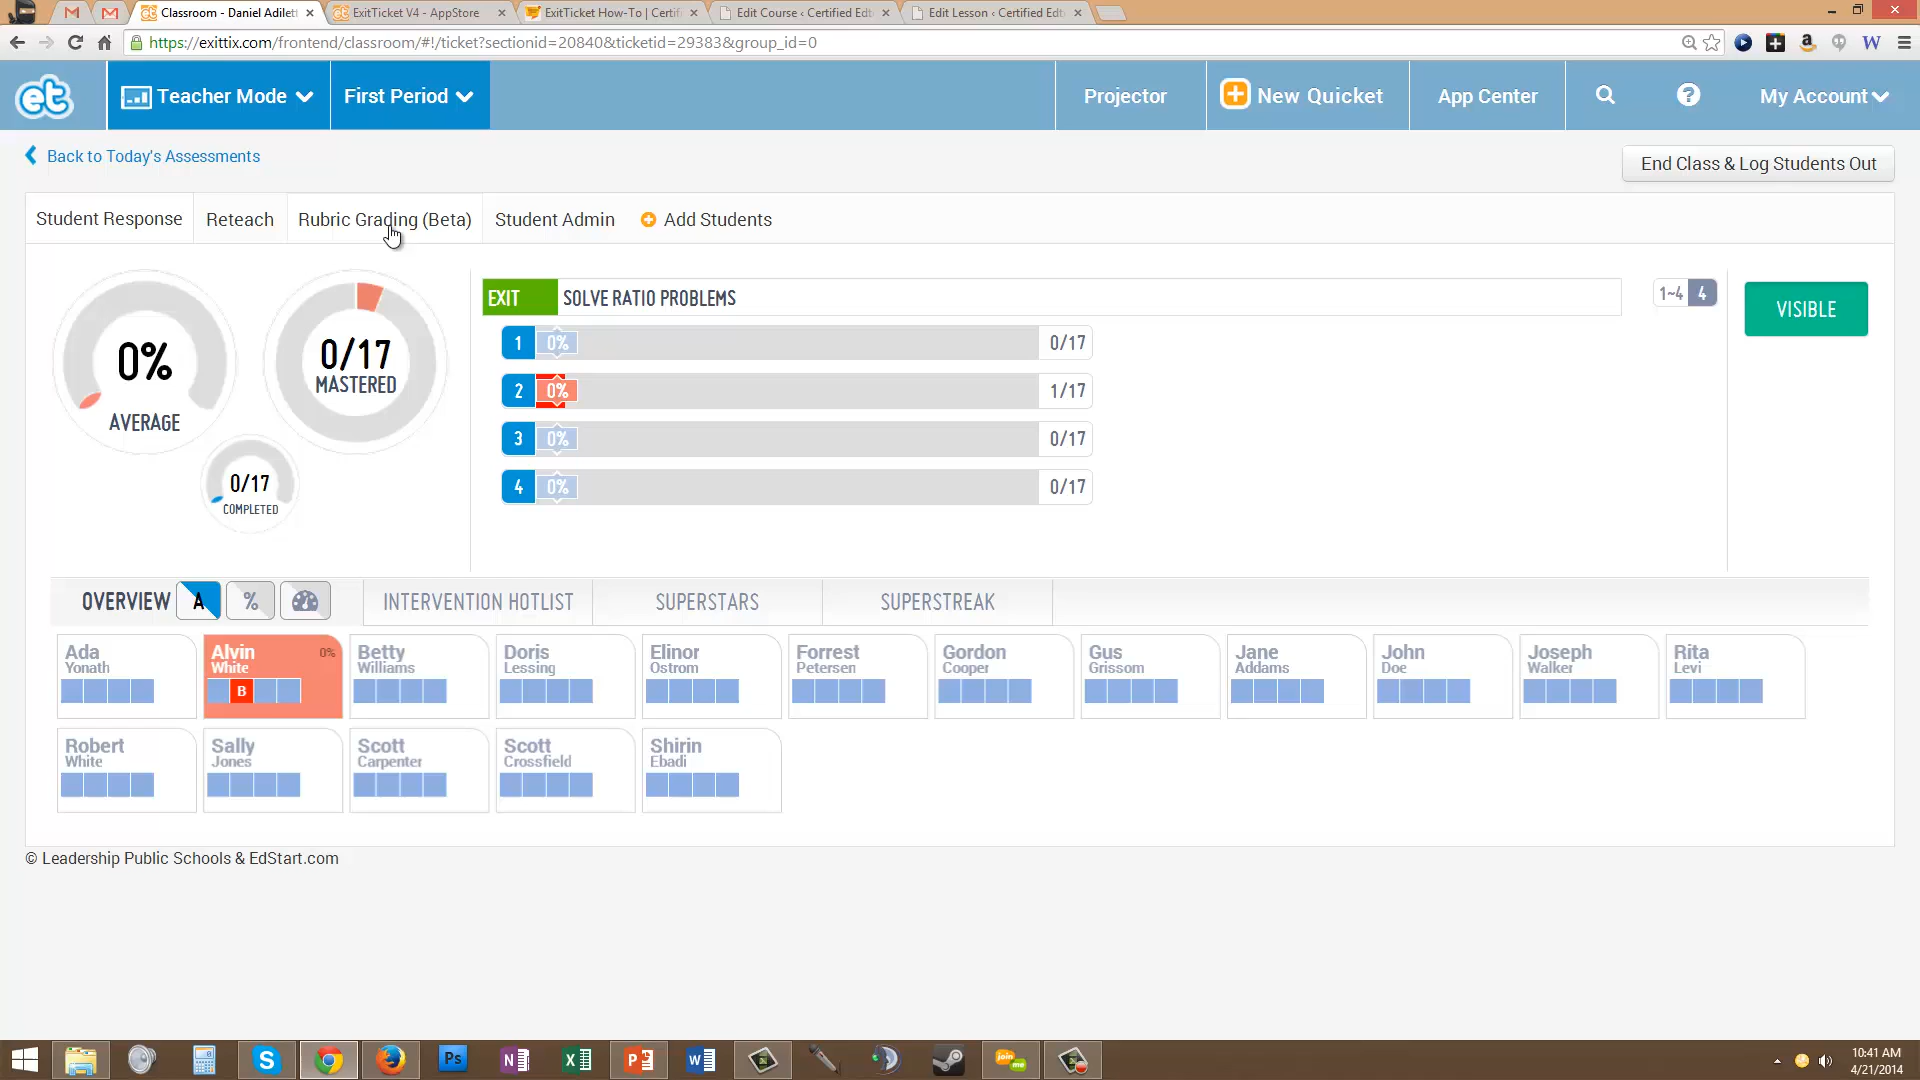 Classroom - Daniel Adilett
ExitTicket V4 - AppStore
ExitTicket How-To | Certifi
Edit Course ‹ Certified Edt
Edit Lesson ‹ Certified Edt
https://exittix.com/frontend/classroom/#!/ticket?sectionid=20840&ticketid=29383&group_id=0
et Teacher Mode First Period Projector New Quicket App Center ? My Account
Back to Today's Assessments
End Class & Log Students Out
Student Response Reteach Rubric Grading (Beta) Student Admin Add Students
0%
AVERAGE
0/17
MASTERED
0/17
COMPLETED
EXIT SOLVE RATIO PROBLEMS
1~4 4
VISIBLE
1 0% 0/17
2 0% 1/17
3 0% 0/17
4 0% 0/17
OVERVIEW A % INTERVENTION HOTLIST SUPERSTARS SUPERSTREAK
Ada
Yonath
Alvin 0%
White
B
Betty
Williams
Doris
Lessing
Elinor
Ostrom
Forrest
Petersen
Gordon
Cooper
Gus
Grissom
Jane
Addams
John
Doe
Joseph
Walker
Rita
Levi
Robert
White
Sally
Jones
Scott
Carpenter
Scott
Crossfield
Shirin
Ebadi
© Leadership Public Schools & EdStart.com
10:41 AM
4/21/2014